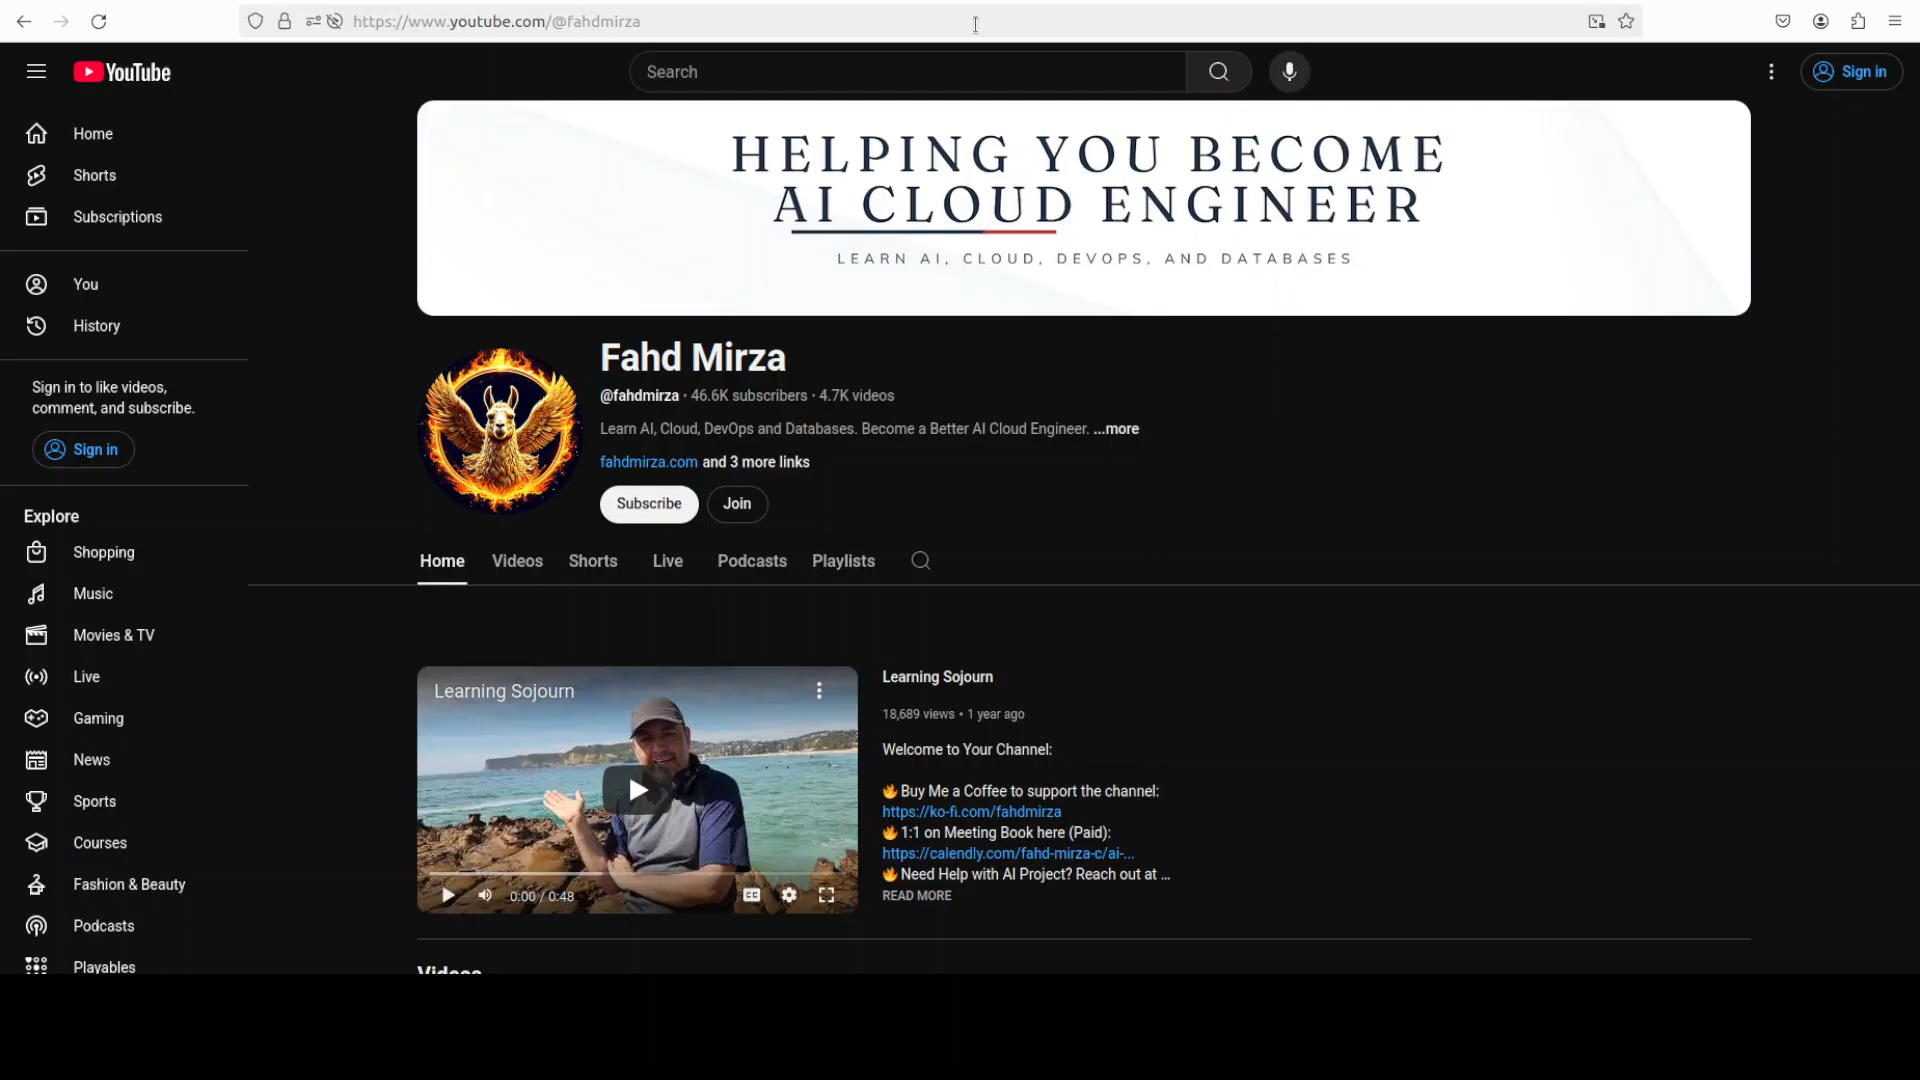 https://www.youtube.com/@fahdmirza
YouTube
Search
Sign in
Home
Shorts
Subscriptions
You
History
Sign in to like videos,
comment, and subscribe.
Sign in
Explore
Shopping
Music
Movies & TV
Live
Gaming
News
Sports
Courses
Fashion & Beauty
Podcasts
Playables
HELPING YOU BECOME
AI CLOUD ENGINEER
LEARN AI, CLOUD, DEVOPS, AND DATABASES
Fahd Mirza
@fahdmirza · 46.6K subscribers · 4.7K videos
Learn AI, Cloud, DevOps and Databases. Become a Better AI Cloud Engineer. ...more
fahdmirza.com and 3 more links
Subscribe Join
Home Videos Shorts Live Podcasts Playlists
Learning Sojourn
0:00 / 0:48
CC
Learning Sojourn
18,689 views • 1 year ago
Welcome to Your Channel:
🔥Buy Me a Coffee to support the channel:
https://ko-fi.com/fahdmirza
🔥1:1 on Meeting Book here (Paid):
https://calendly.com/fahd-mirza-c/ai-...
🔥Need Help with AI Project? Reach out at ...
READ MORE
Videos